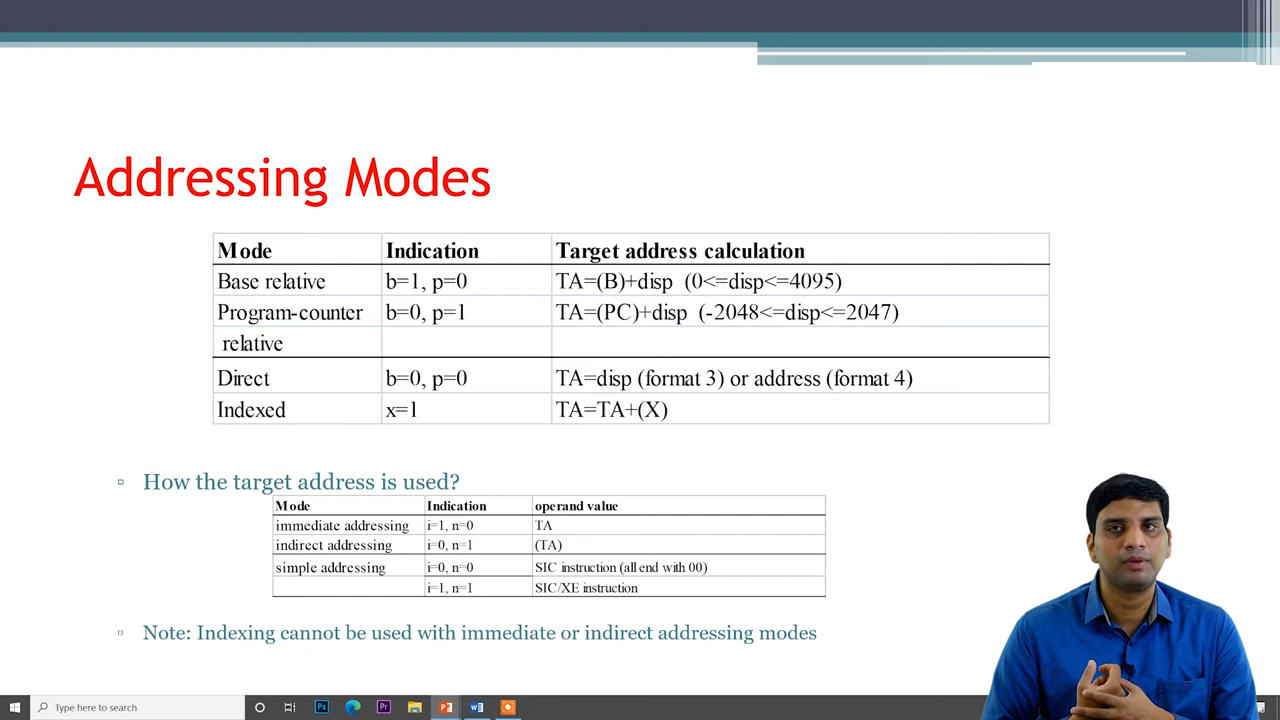 Addressing Modes
Mode Indication Target address calculation
Base relative b=1, p=0 TA=(B)+disp (0<=disp<=4095)
Program-counter b=0, p=1 TA=(PC)+disp (-2048<=disp<=2047)
relative
Direct b=0, p=0 TA=disp (format 3) or address (format 4)
Indexed x=1 TA=TA+(X)
▫ How the target address is used?
Mode Indication operand value
immediate addressing i=1, n=0 TA
indirect addressing i=0, n=1 (TA)
simple addressing i=0, n=0 SIC instruction (all end with 00)
i=1, n=1 SIC/XE instruction
▫ Note: Indexing cannot be used with immediate or indirect addressing modes
Type here to search Ps Pr P W